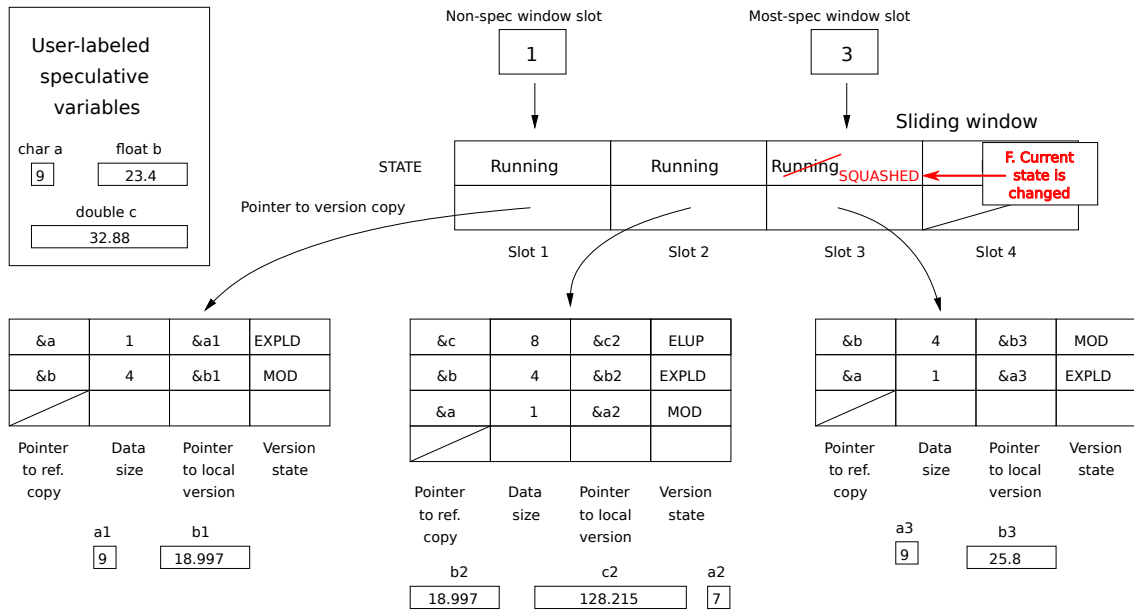 Non-spec window slot
Most-spec window slot
1
3
User-labeled
speculative
variables
char a
float b
9
23.4
double c
32.88
Sliding window
STATE
Running
Running
Running
SQUASHED
F. Current
state is
changed
Pointer to version copy
Slot 1
Slot 2
Slot 3
Slot 4
&a 1 &a1 EXPLD
&b 4 &b1 MOD
Pointer Data Pointer Version
to ref. size to local state
copy version
a1 b1
9 18.997
&c 8 &c2 ELUP
&b 4 &b2 EXPLD
&a 1 &a2 MOD
Pointer Data Pointer Version
to ref. size to local state
copy version
b2 c2 a2
18.997 128.215 7
&b 4 &b3 MOD
&a 1 &a3 EXPLD
Pointer Data Pointer Version
to ref. size to local state
copy version
a3 b3
9 25.8